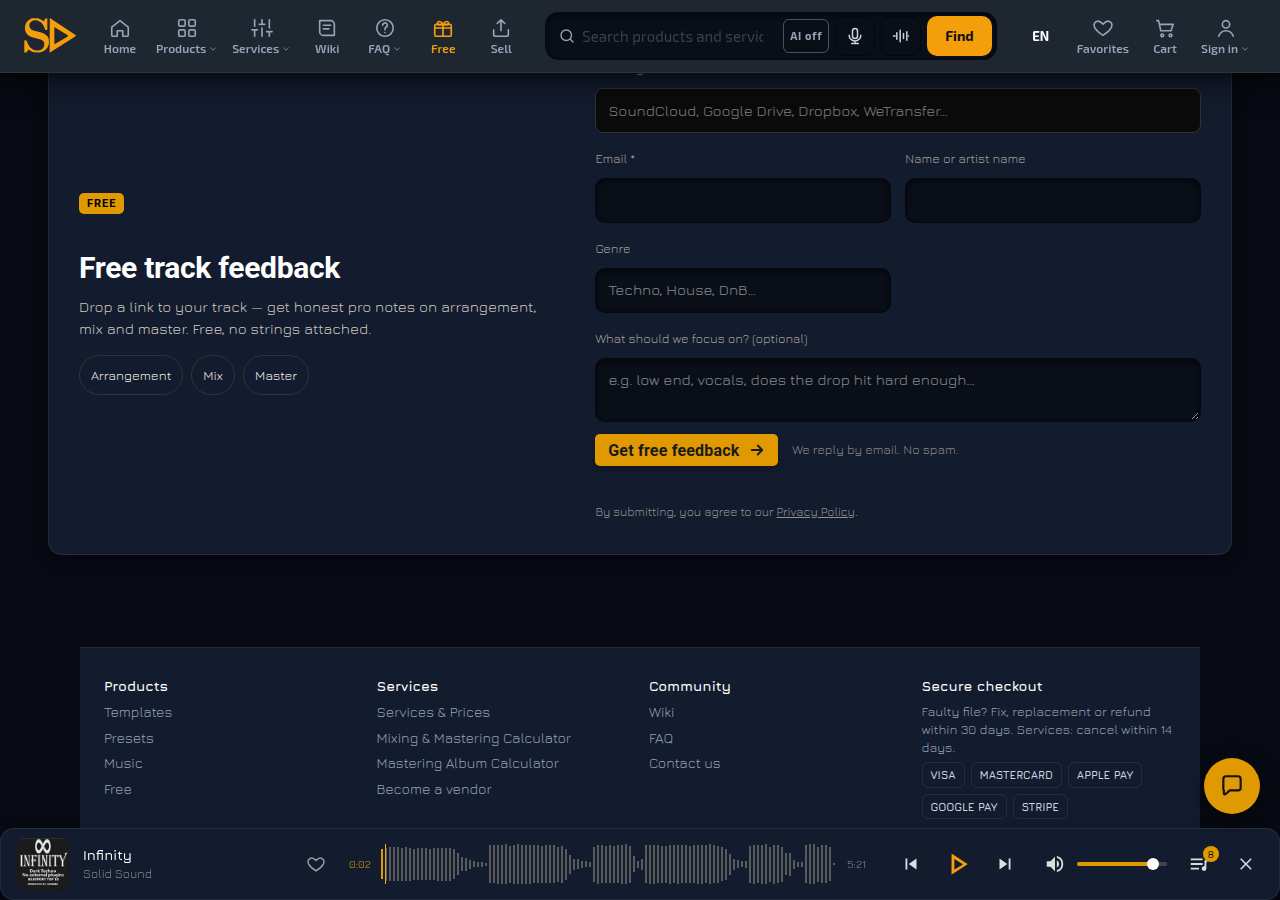 SD
Home
Products
Services
Wiki
FAQ
Free
Sell
Search products and servic
AI off
Find
EN
Favorites
Cart
Sign in
SoundCloud, Google Drive, Dropbox, WeTransfer...
Email *
Name or artist name
FREE
Genre
Free track feedback
Techno, House, DnB...
Drop a link to your track — get honest pro notes on arrangement,
mix and master. Free, no strings attached.
What should we focus on? (optional)
Arrangement
Mix
Master
e.g. low end, vocals, does the drop hit hard enough...
Get free feedback
We reply by email. No spam.
By submitting, you agree to our Privacy Policy.
Products
Services
Community
Secure checkout
Templates
Services & Prices
Wiki
Faulty file? Fix, replacement or refund
within 30 days. Services: cancel within 14
days.
Presets
Mixing & Mastering Calculator
FAQ
Music
Mastering Album Calculator
Contact us
Free
Become a vendor
VISA
MASTERCARD
APPLE PAY
GOOGLE PAY
STRIPE
INFINITY
Infinity
Solid Sound
0:02
5:21
8